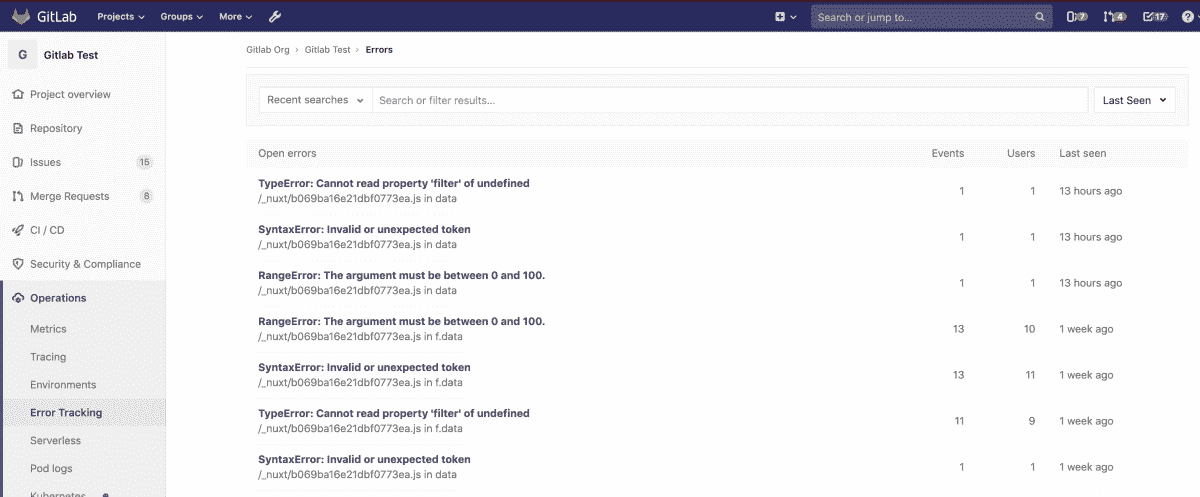 GitLab Projects Groups More Search or jump to... 7 4 17
G Gitlab Test
Gitlab Org › Gitlab Test › Errors
Project overview
Repository
Issues 15
Merge Requests 8
CI / CD
Security & Compliance
Operations
Metrics
Tracing
Environments
Error Tracking
Serverless
Pod logs
Kubernetes
Recent searches Search or filter results... Last Seen
Open errors Events Users Last seen
TypeError: Cannot read property 'filter' of undefined
/_nuxt/b069ba16e21dbf0773ea.js in data
1 1 13 hours ago
SyntaxError: Invalid or unexpected token
/_nuxt/b069ba16e21dbf0773ea.js in data
1 1 13 hours ago
RangeError: The argument must be between 0 and 100.
/_nuxt/b069ba16e21dbf0773ea.js in data
1 1 13 hours ago
RangeError: The argument must be between 0 and 100.
/_nuxt/b069ba16e21dbf0773ea.js in f.data
13 10 1 week ago
SyntaxError: Invalid or unexpected token
/_nuxt/b069ba16e21dbf0773ea.js in f.data
13 11 1 week ago
TypeError: Cannot read property 'filter' of undefined
/_nuxt/b069ba16e21dbf0773ea.js in f.data
11 9 1 week ago
SyntaxError: Invalid or unexpected token
/_nuxt/b069ba16e21dbf0773ea.js in data
1 1 1 week ago